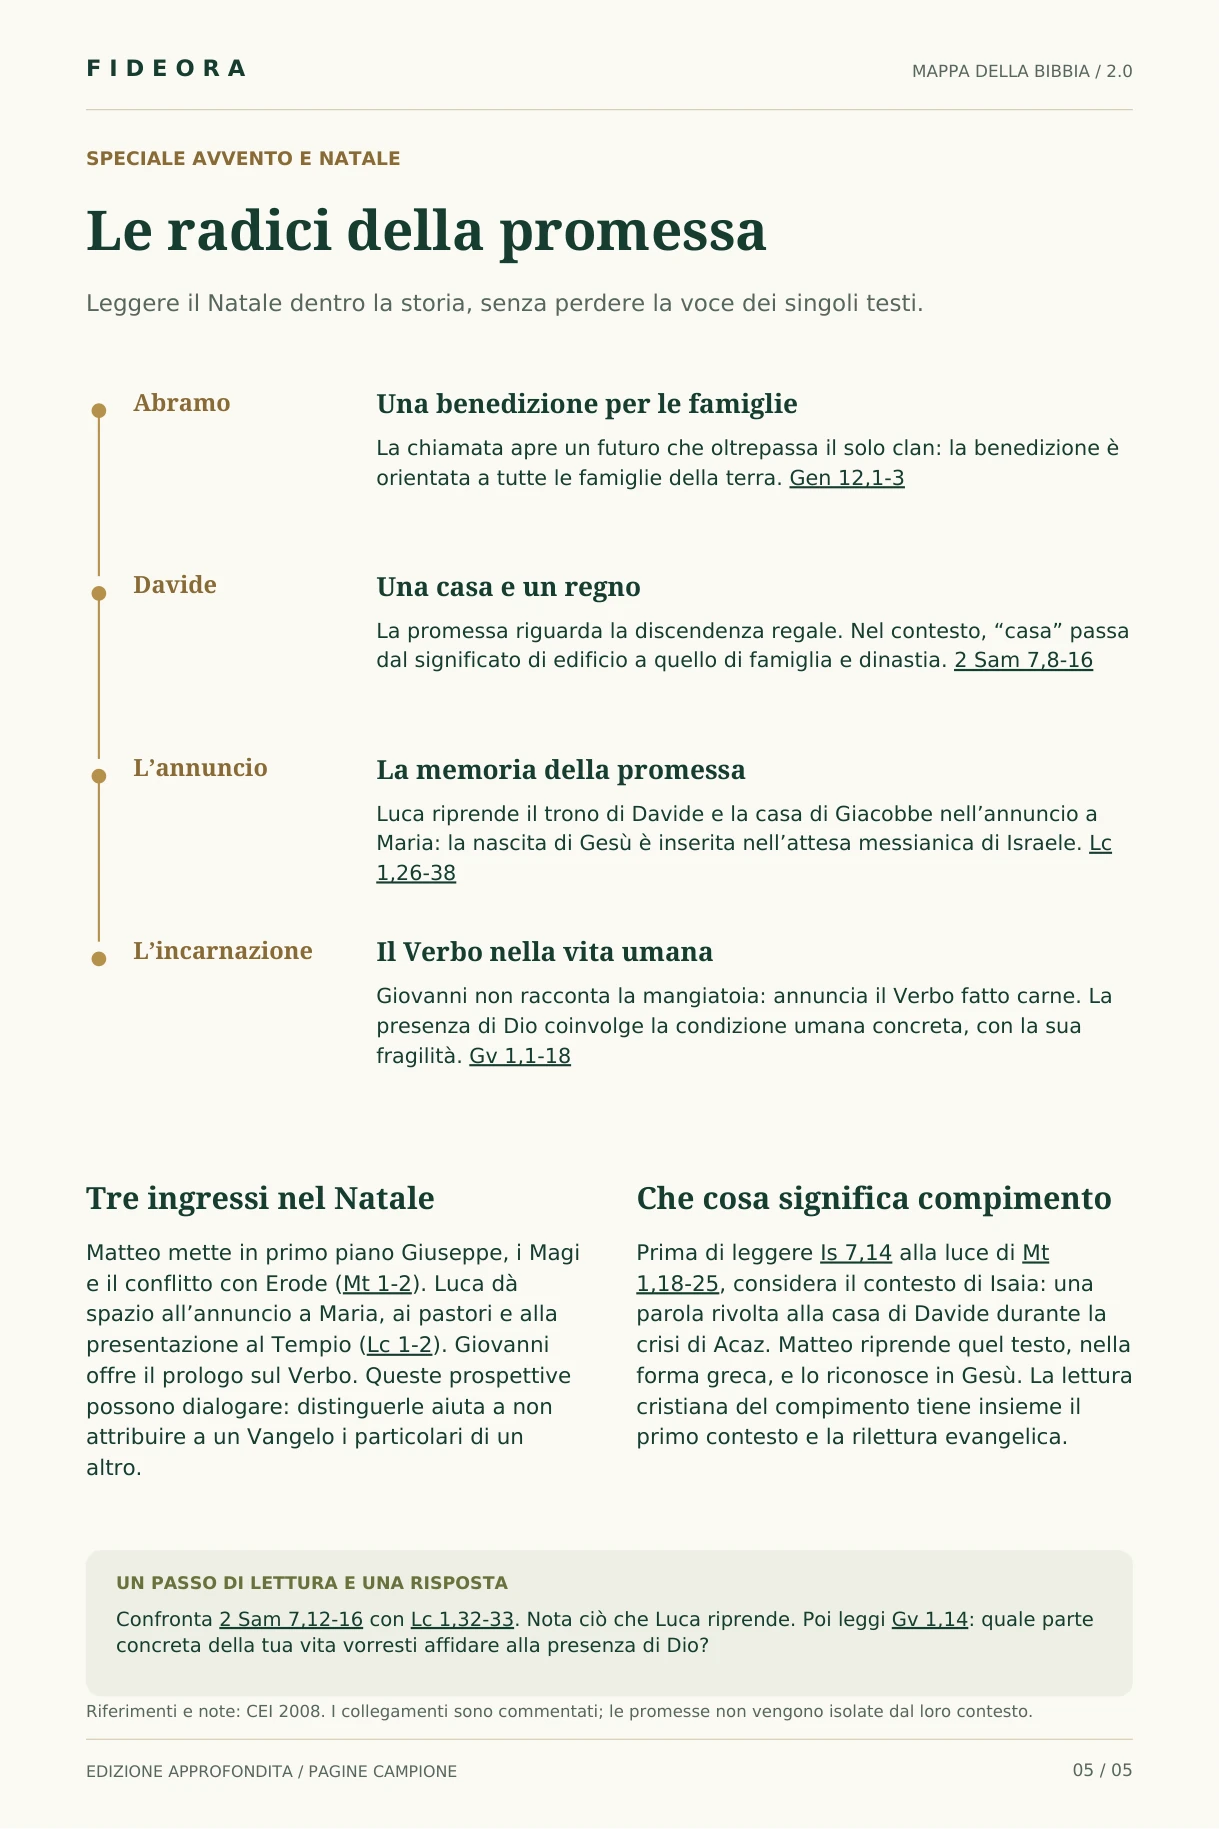 FIDEORA
MAPPA DELLA BIBBIA / 2.0
SPECIALE AVVENTO E NATALE
Le radici della promessa
Leggere il Natale dentro la storia, senza perdere la voce dei singoli testi.
Abramo
Una benedizione per le famiglie
La chiamata apre un futuro che oltrepassa il solo clan: la benedizione è
orientata a tutte le famiglie della terra. Gen 12,1-3
Davide
Una casa e un regno
La promessa riguarda la discendenza regale. Nel contesto, “casa” passa
dal significato di edificio a quello di famiglia e dinastia. 2 Sam 7,8-16
L’annuncio
La memoria della promessa
Luca riprende il trono di Davide e la casa di Giacobbe nell’annuncio a
Maria: la nascita di Gesù è inserita nell’attesa messianica di Israele. Lc
1,26-38
L’incarnazione
Il Verbo nella vita umana
Giovanni non racconta la mangiatoia: annuncia il Verbo fatto carne. La
presenza di Dio coinvolge la condizione umana concreta, con la sua
fragilità. Gv 1,1-18
Tre ingressi nel Natale
Matteo mette in primo piano Giuseppe, i Magi
e il conflitto con Erode (Mt 1-2). Luca dà
spazio all’annuncio a Maria, ai pastori e alla
presentazione al Tempio (Lc 1-2). Giovanni
offre il prologo sul Verbo. Queste prospettive
possono dialogare: distinguerle aiuta a non
attribuire a un Vangelo i particolari di un
altro.
Che cosa significa compimento
Prima di leggere Is 7,14 alla luce di Mt
1,18-25, considera il contesto di Isaia: una
parola rivolta alla casa di Davide durante la
crisi di Acaz. Matteo riprende quel testo, nella
forma greca, e lo riconosce in Gesù. La lettura
cristiana del compimento tiene insieme il
primo contesto e la rilettura evangelica.
UN PASSO DI LETTURA E UNA RISPOSTA
Confronta 2 Sam 7,12-16 con Lc 1,32-33. Nota ciò che Luca riprende. Poi leggi Gv 1,14: quale parte
concreta della tua vita vorresti affidare alla presenza di Dio?
Riferimenti e note: CEI 2008. I collegamenti sono commentati; le promesse non vengono isolate dal loro contesto.
EDIZIONE APPROFONDITA / PAGINE CAMPIONE
05 / 05